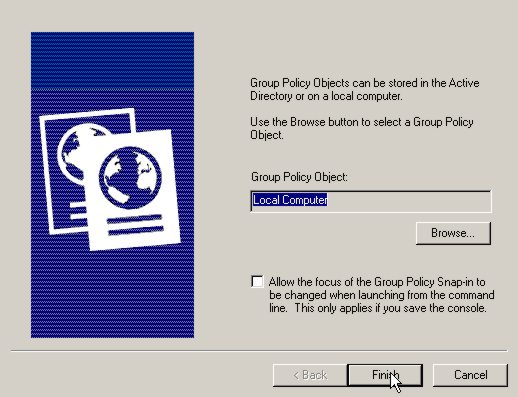 Group Policy Objects can be stored in the Active
Directory or on a local computer.
Use the Browse button to select a Group Policy
Object.
Group Policy Object:
Local Computer
Browse...
Allow the focus of the Group Policy Snap-in to
be changed when launching from the command
line. This only applies if you save the console.
< Back
Finish
Cancel